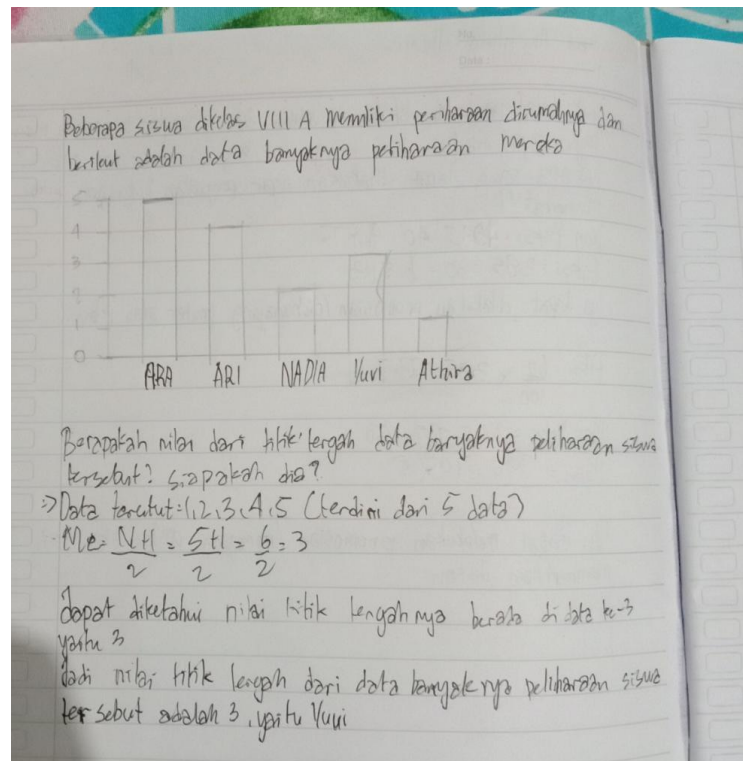 No.
Date.
Beberapa siswa dikelas VIII A memiliki peliharaan dirumahnya dan
berikut adalah data banyaknya peliharaan mereka
5
4
3
2
1
0
ARA ARI NADIA Yuvi Athira
Berapakah nilai dari titik tengah data banyaknya peliharaan siswa
tersebut? siapakah dia?
=> Data terurut: 1, 2, 3, 4, 5 (terdiri dari 5 data)
Me = N+1 / 2 = 5+1 / 2 = 6 / 2 = 3
dapat diketahui nilai titik tengahnya berada di data ke-3
yaitu 3
Jadi nilai titik tengah dari data banyaknya peliharaan siswa
tersebut adalah 3, yaitu Yuvi